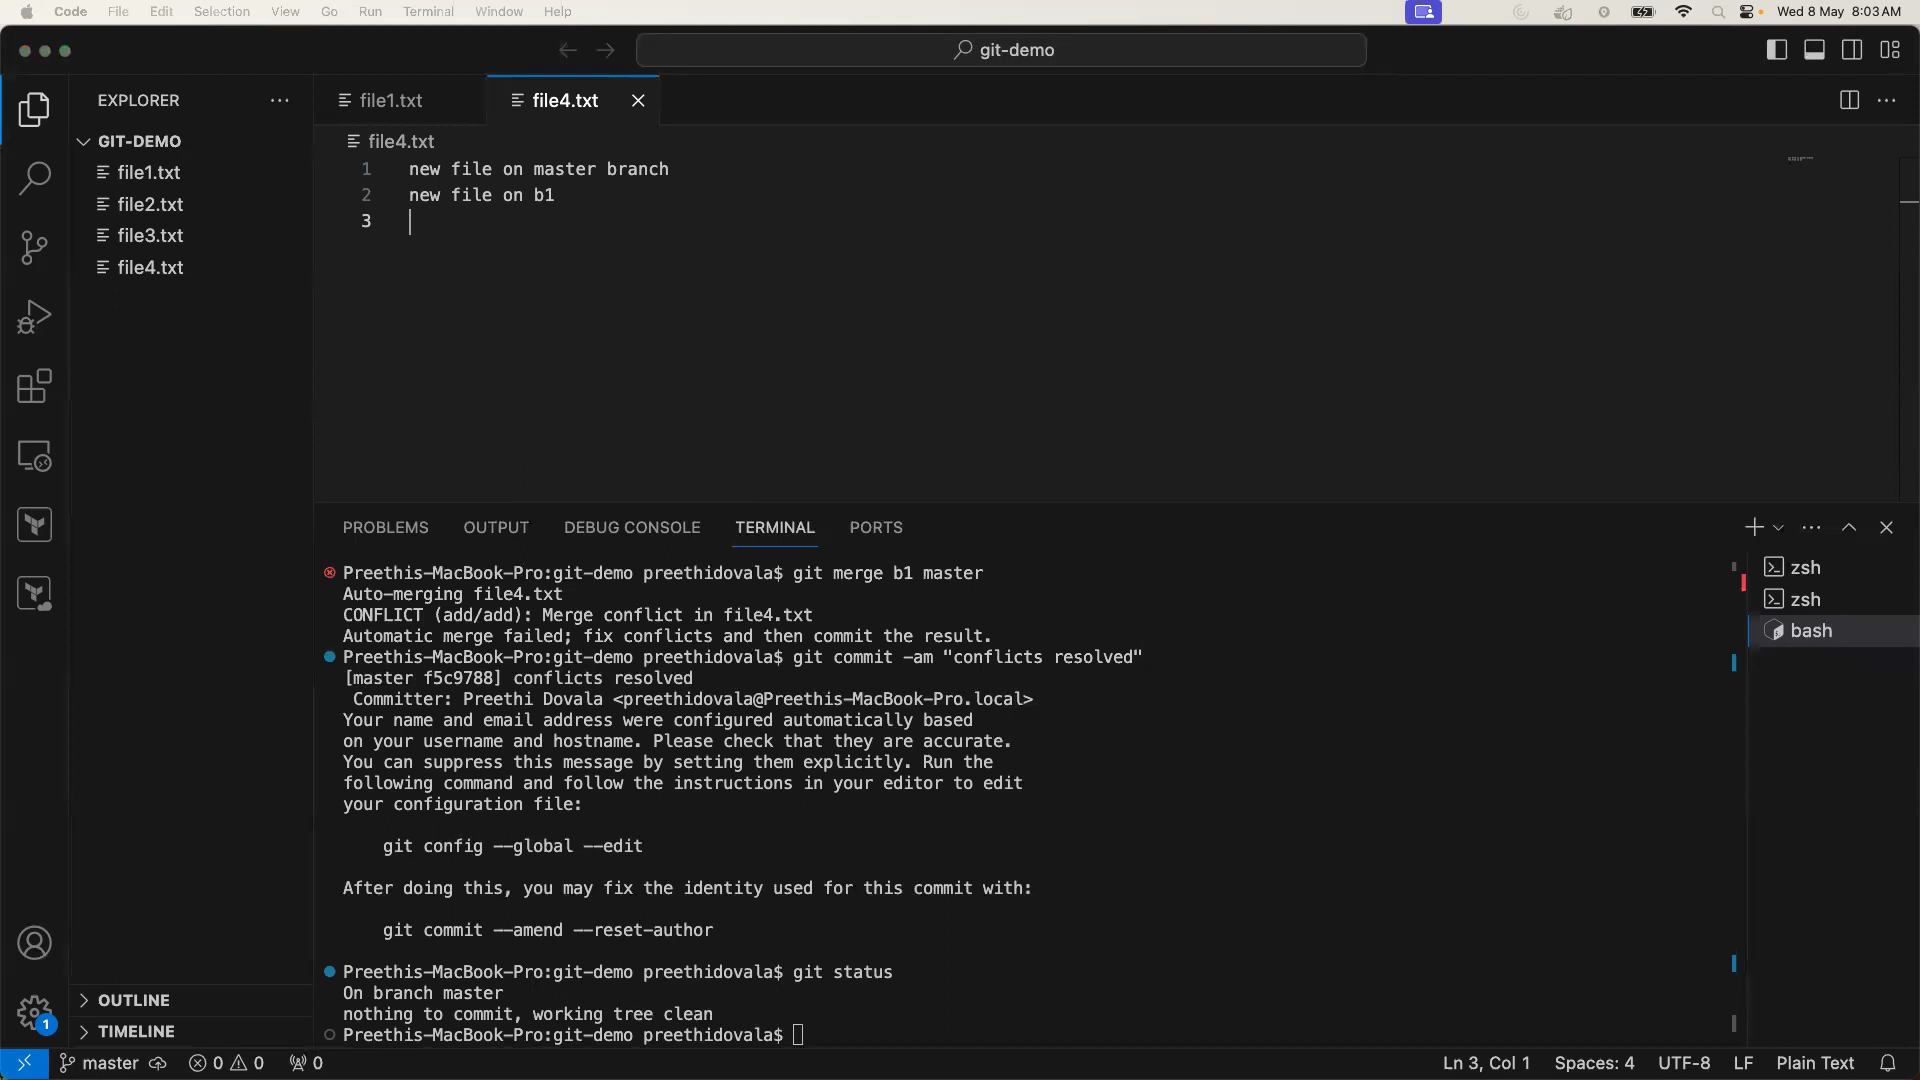 Code File Edit Selection View Go Run Terminal Window Help Wed 8 May 8:03 AM
git-demo
EXPLORER
GIT-DEMO
file1.txt
file2.txt
file3.txt
file4.txt
OUTLINE
TIMELINE
file1.txt file4.txt
file4.txt
1 new file on master branch
2 new file on b1
3
PROBLEMS OUTPUT DEBUG CONSOLE TERMINAL PORTS
Preethis-MacBook-Pro:git-demo preethidovala$ git merge b1 master
Auto-merging file4.txt
CONFLICT (add/add): Merge conflict in file4.txt
Automatic merge failed; fix conflicts and then commit the result.
Preethis-MacBook-Pro:git-demo preethidovala$ git commit -am "conflicts resolved"
[master f5c9788] conflicts resolved
Committer: Preethi Dovala <preethidovala@Preethis-MacBook-Pro.local>
Your name and email address were configured automatically based
on your username and hostname. Please check that they are accurate.
You can suppress this message by setting them explicitly. Run the
following command and follow the instructions in your editor to edit
your configuration file:
git config --global --edit
After doing this, you may fix the identity used for this commit with:
git commit --amend --reset-author
Preethis-MacBook-Pro:git-demo preethidovala$ git status
On branch master
nothing to commit, working tree clean
Preethis-MacBook-Pro:git-demo preethidovala$
zsh
zsh
bash
1
master 0 0 0 Ln 3, Col 1 Spaces: 4 UTF-8 LF Plain Text